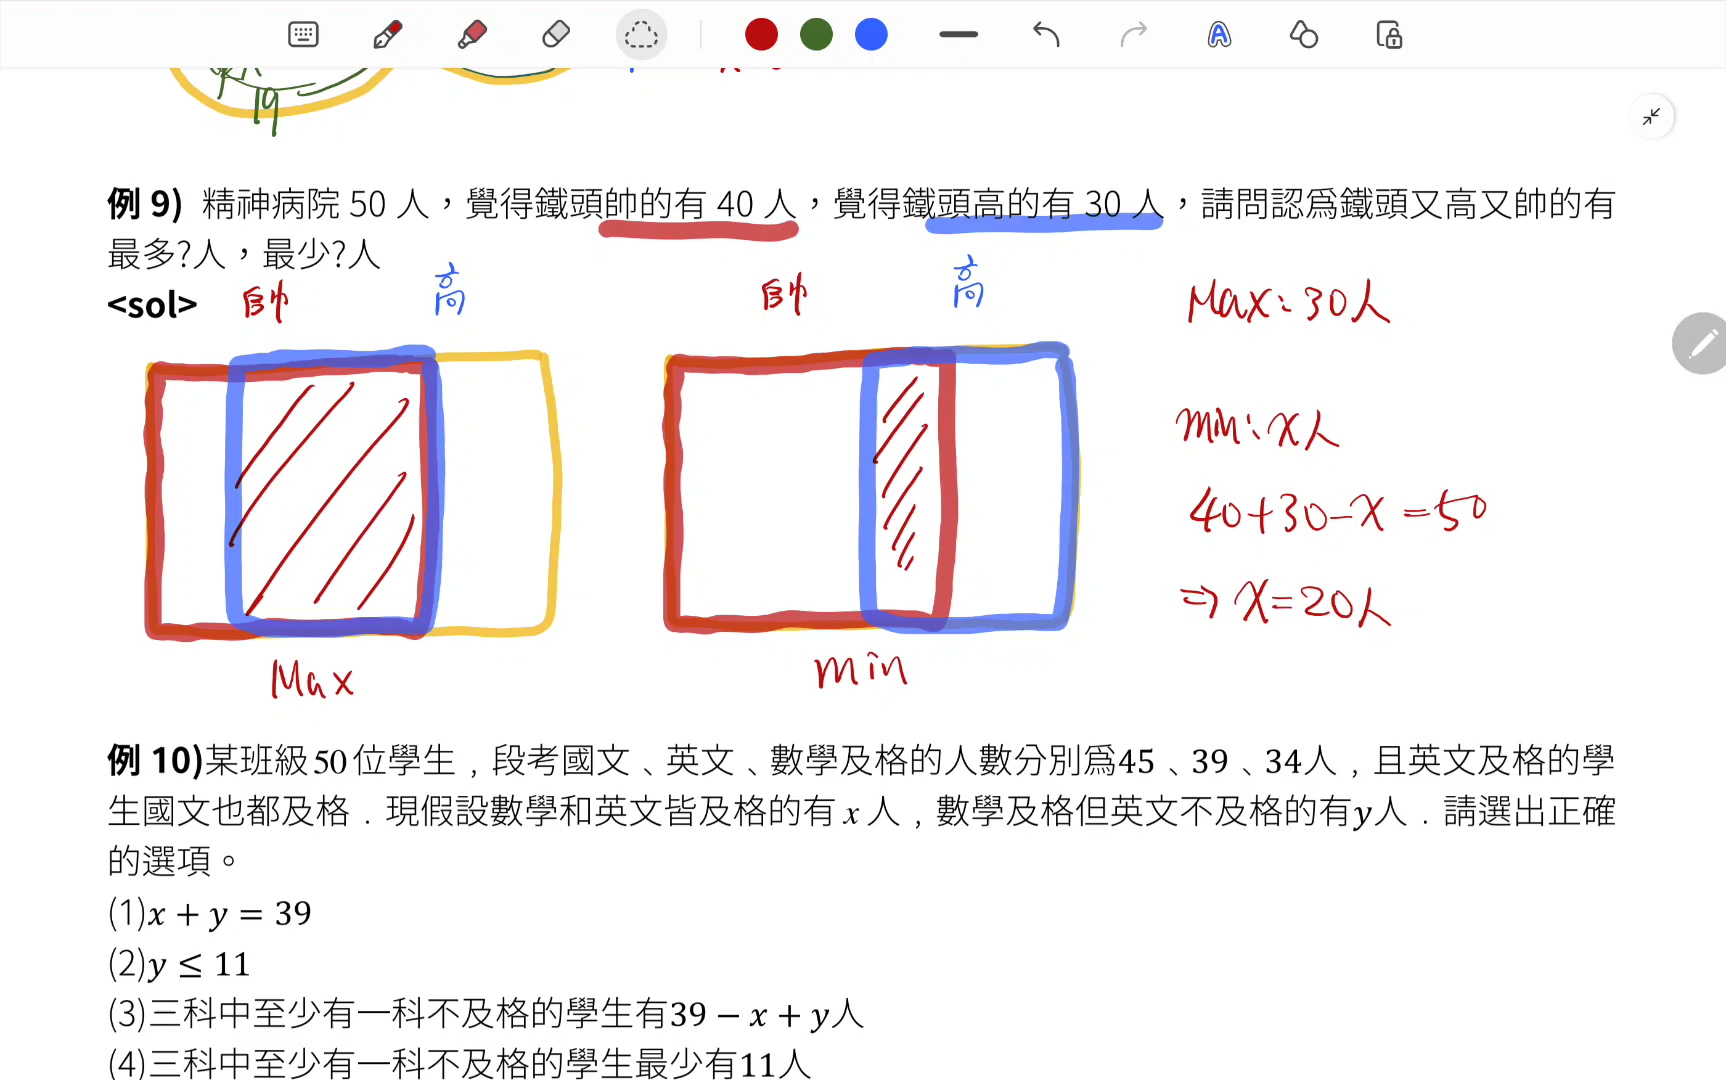 19
例 9) 精神病院 50 人，覺得鐵頭帥的有 40 人，覺得鐵頭高的有 30 人，請問認爲鐵頭又高又帥的有
最多?人，最少?人
<sol> 帥 高 帥 高 Max：30人
min：x人
40+30-x=50
⇒ x=20人
Max min
例 10)某班級50位學生，段考國文、英文、數學及格的人數分別爲45、39、34人，且英文及格的學
生國文也都及格．現假設數學和英文皆及格的有 x 人，數學及格但英文不及格的有y人．請選出正確
的選項。
(1)x + y = 39
(2)y ≤ 11
(3)三科中至少有一科不及格的學生有39 − x + y人
(4)三科中至少有一科不及格的學生最少有11人